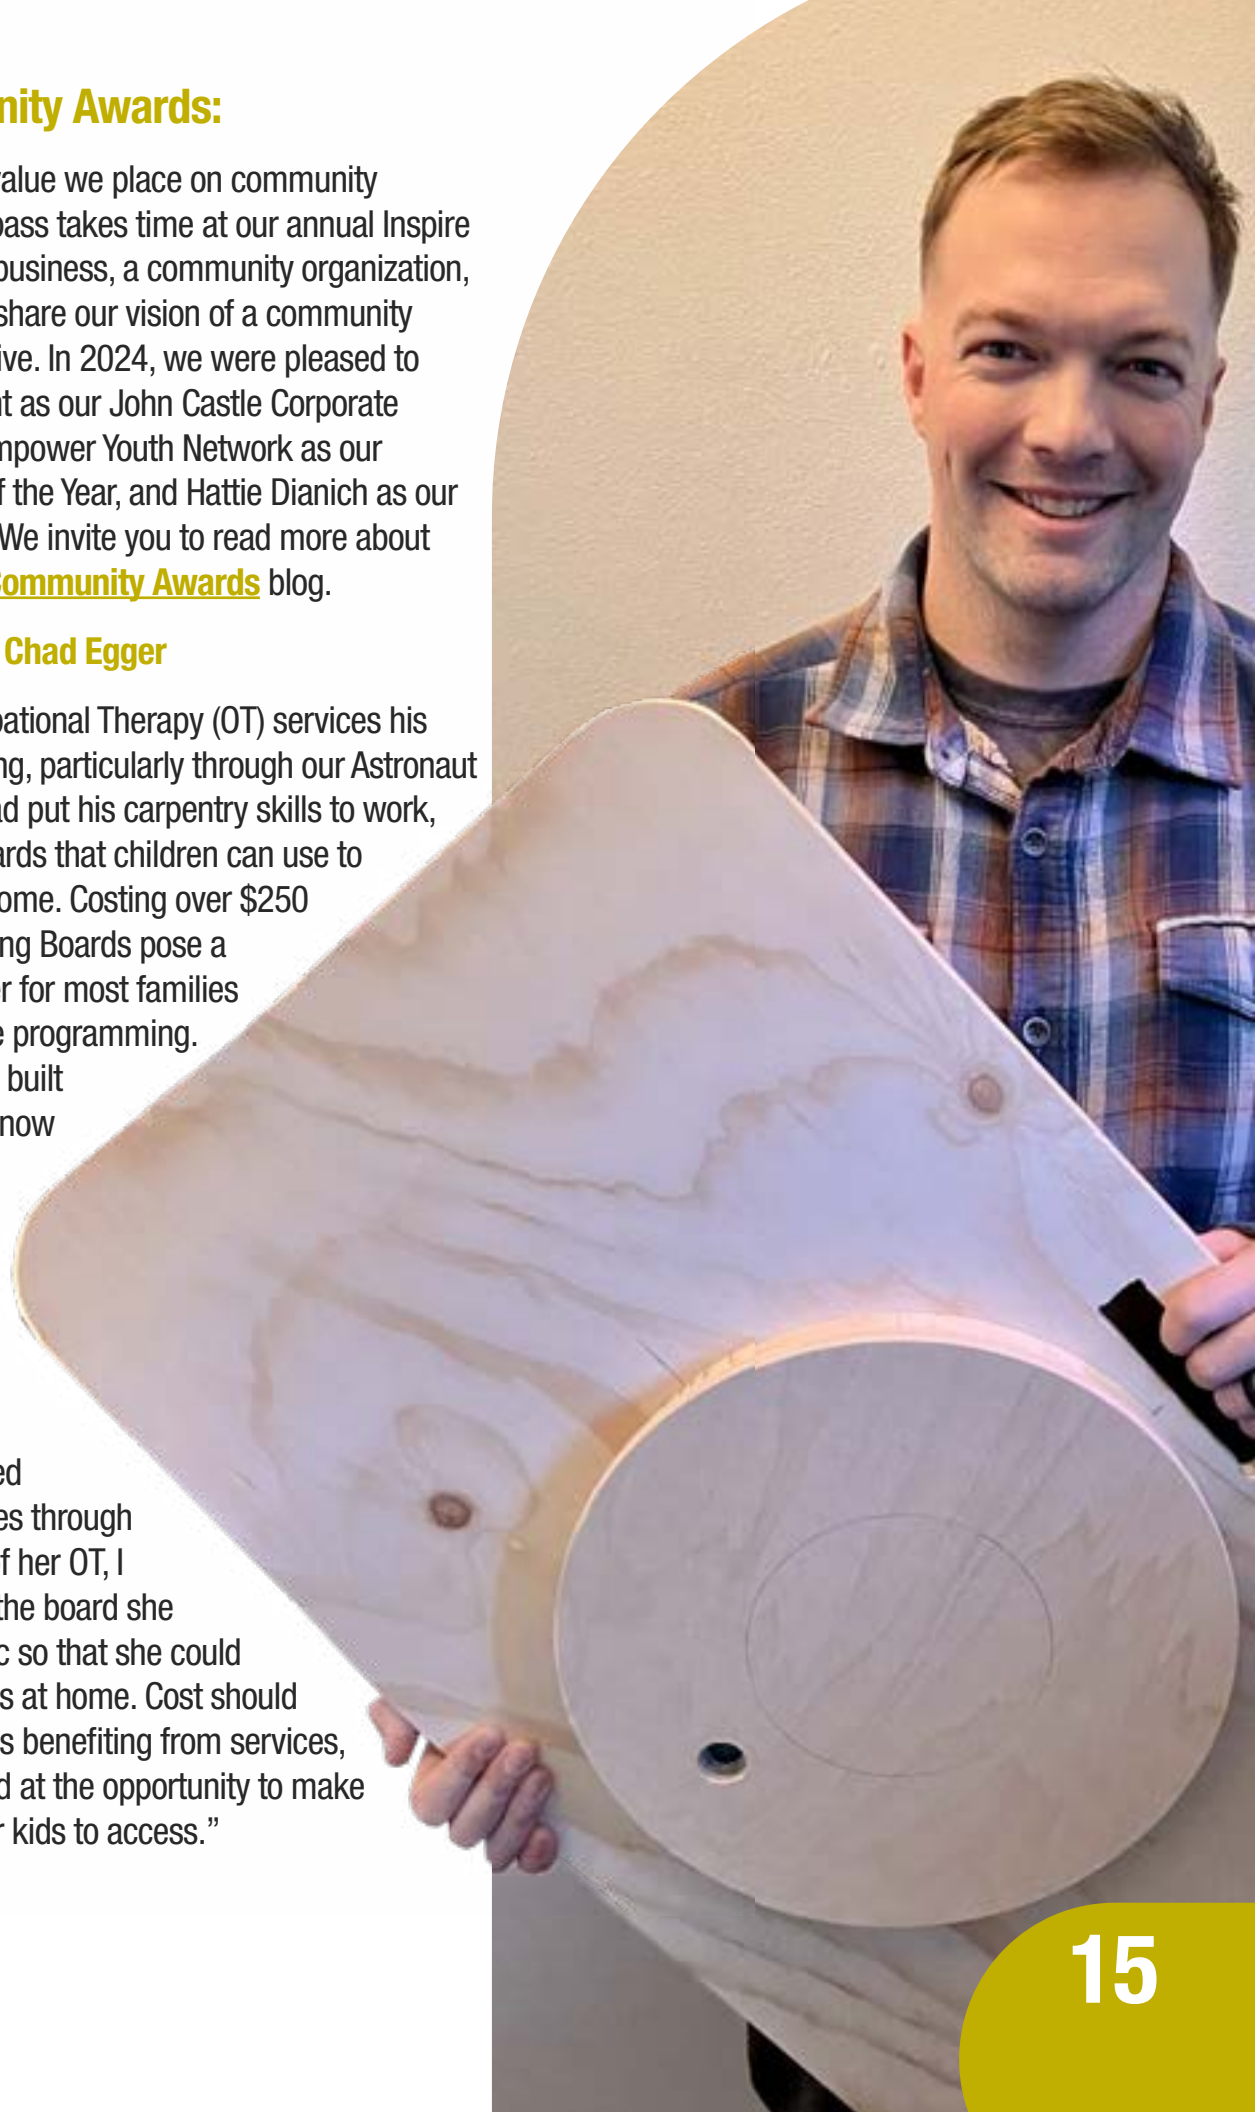 nity Awards:
value we place on community
pass takes time at our annual Inspire
business, a community organization,
share our vision of a community
ive. In 2024, we were pleased to
nt as our John Castle Corporate
mpower Youth Network as our
f the Year, and Hattie Dianich as our
We invite you to read more about
Community Awards blog.
Chad Egger
pational Therapy (OT) services his
ng, particularly through our Astronaut
ad put his carpentry skills to work,
ards that children can use to
ome. Costing over $250
ng Boards pose a
r for most families
e programming.
built
now
ed
es through
f her OT, I
the board she
c so that she could
s at home. Cost should
s benefiting from services,
d at the opportunity to make
r kids to access.”
15